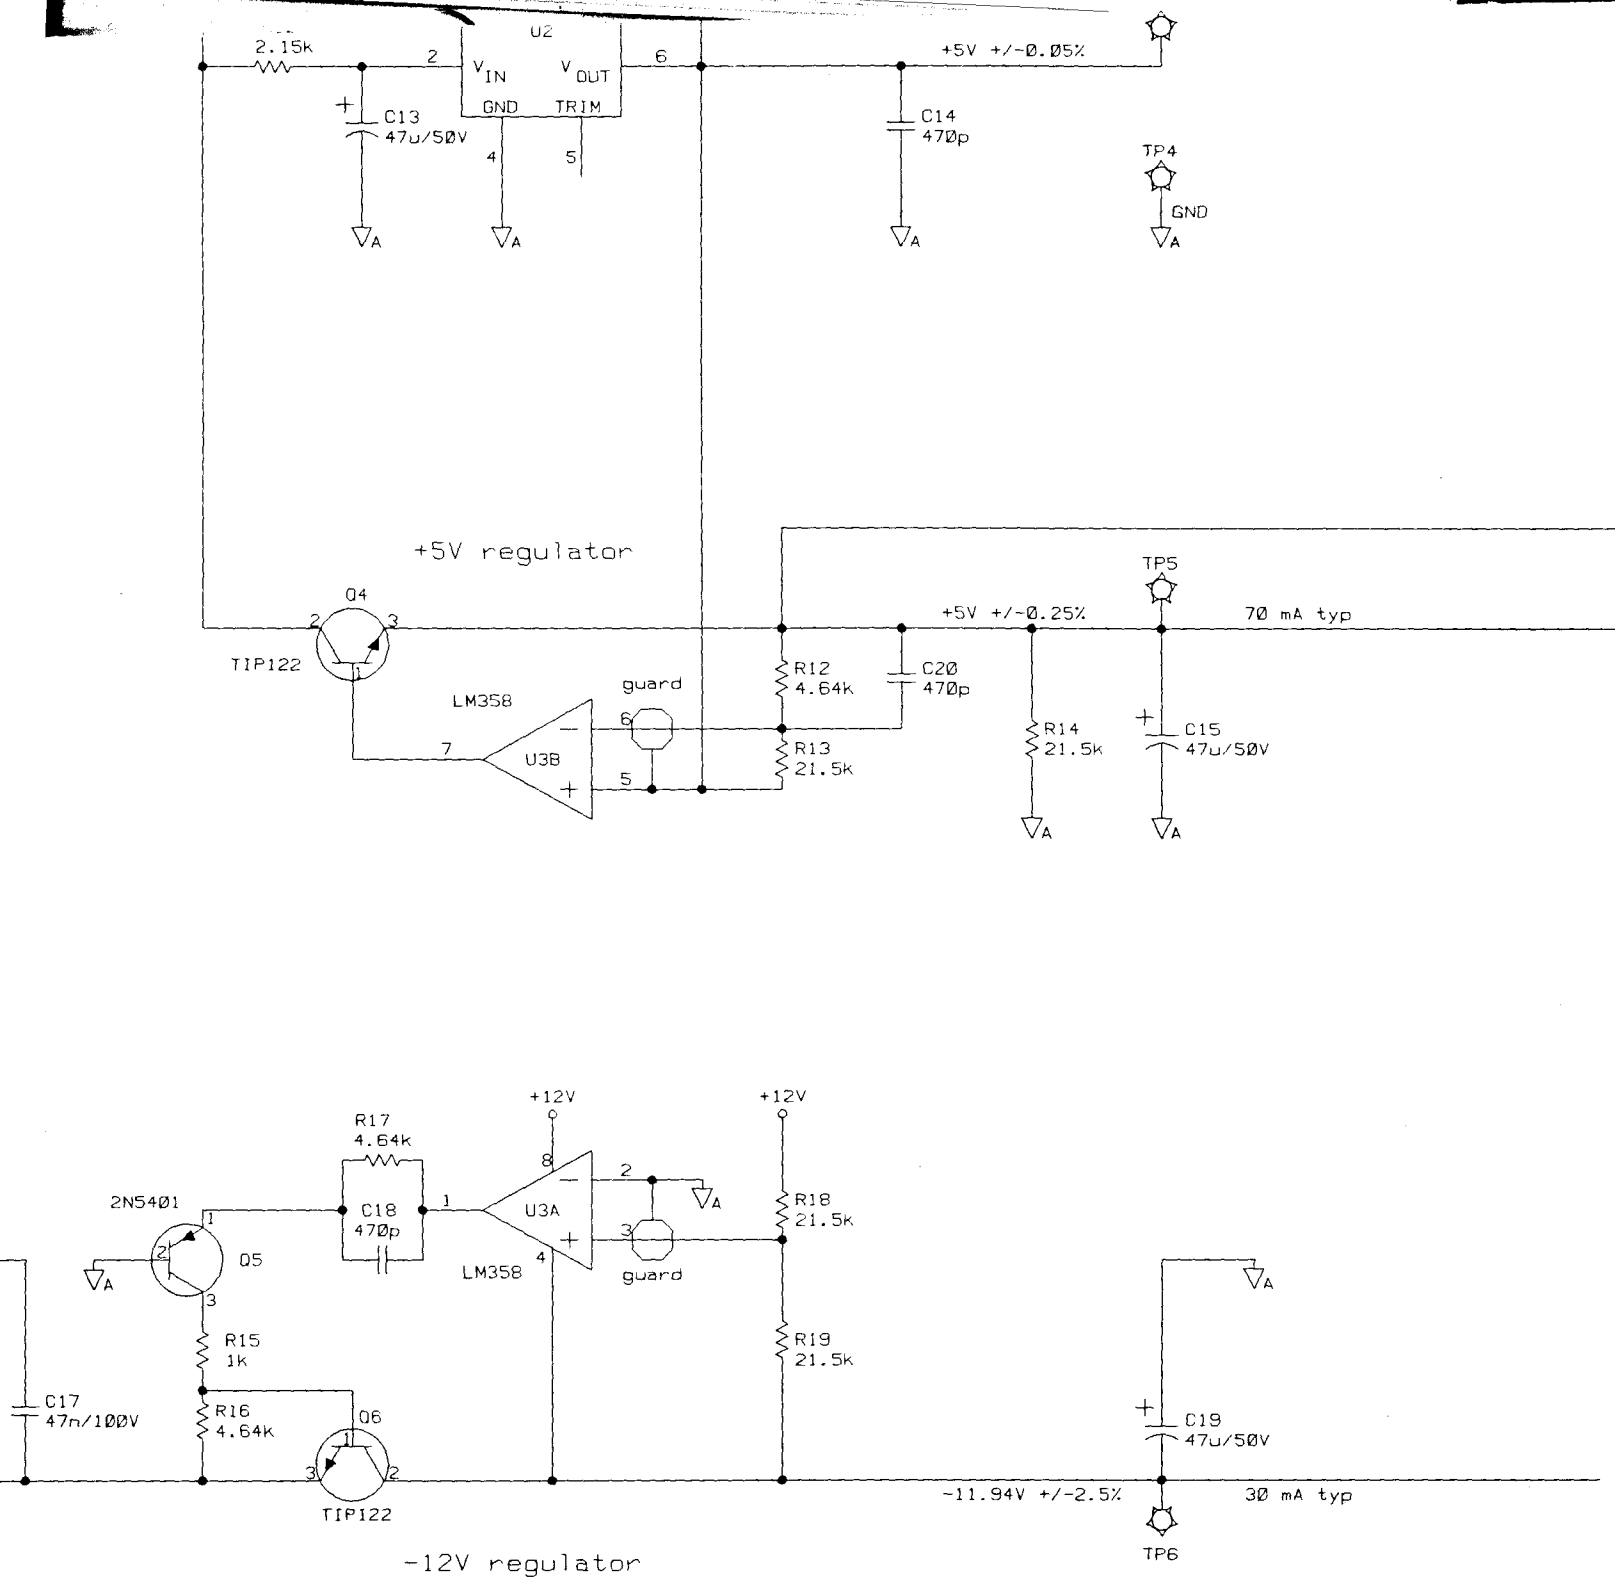 U2
2.15k
2
V IN
V OUT
6
+5V +/-0.05%
GND
TRIM
+
C13
47u/50V
4
5
C14
470p
TP4
GND
A
A
A
A
+5V regulator
TP5
Q4
2
3
+5V +/-0.25%
70 mA typ
TIP122
1
R12
4.64k
C20
470p
guard
LM358
6
−
7
U3B
R13
21.5k
+
5
R14
21.5k
+
C15
47u/50V
A
A
+12V
+12V
R17
4.64k
8
2
−
2N5401
1
C18
470p
1
U3A
A
R18
21.5k
2
Q5
A
+
3
4
LM358
guard
A
3
R15
1k
R19
21.5k
C17
47n/100V
R16
4.64k
Q6
1
+
C19
47u/50V
3
2
TIP122
-11.94V +/-2.5%
30 mA typ
TP6
-12V regulator